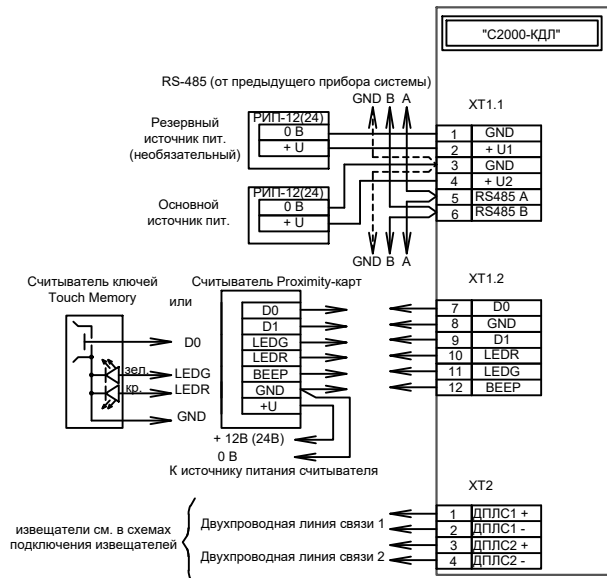 "С2000-КДЛ"
RS-485 (от предыдущего прибора системы)
GND B A
XT1.1
Резервный
источник пит.
(необязательный)
РИП-12(24)
0 В
+ U
1 GND
2 + U1
3 GND
4 + U2
5 RS485 A
6 RS485 B
Основной
источник пит.
РИП-12(24)
0 В
+ U
GND B A
XT1.2
Считыватель ключей
Touch Memory
или
Считыватель Proximity-карт
D0
зел.
LEDG
кр.
LEDR
GND
D0
D1
LEDG
LEDR
BEEP
GND
+U
7 D0
8 GND
9 D1
10 LEDR
11 LEDG
12 BEEP
+ 12В (24В)
0 В
К источнику питания считывателя
XT2
извещатели см. в схемах
подключения извещателей
Двухпроводная линия связи 1
Двухпроводная линия связи 2
1 ДПЛС1 +
2 ДПЛС1 -
3 ДПЛС2 +
4 ДПЛС2 -